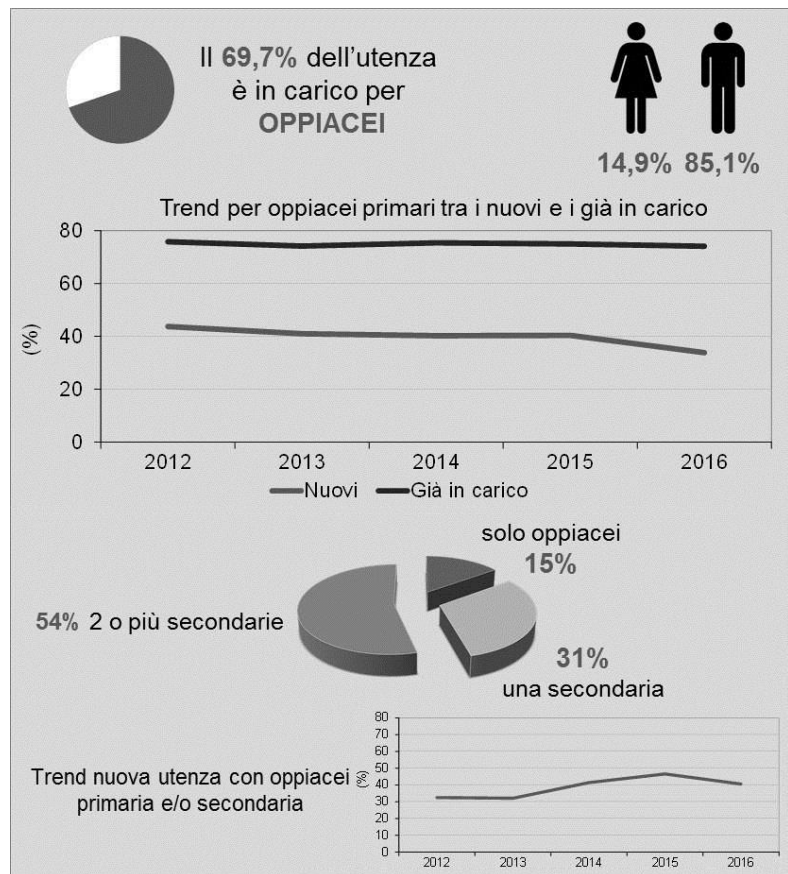 Il 69,7% dell'utenza
è in carico per
OPPIACEI
14,9% 85,1%
Trend per oppiacei primari tra i nuovi e i già in carico
(%)
80
60
40
20
0
2012 2013 2014 2015 2016
Nuovi Già in carico
solo oppiacei
15%
54% 2 o più secondarie
31%
una secondaria
Trend nuova utenza con oppiacei
primaria e/o secondaria
(%)
80
70
60
50
40
30
20
10
0
2012 2013 2014 2015 2016